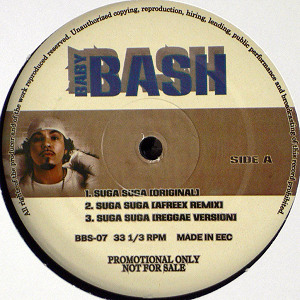 All rights of the producer and of the work reproduced reserved. Unauthorized copying, reproduction, hiring, lending, public performance and broadcasting of this record prohibited.
BABY
BASH
SIDE A
1. SUGA SUGA (ORIGINAL)
2. SUGA SUGA (AFREEX REMIX)
3. SUGA SUGA (REGGAE VERSION)
BBS-07 33 1/3 RPM MADE IN EEC
PROMOTIONAL ONLY
NOT FOR SALE